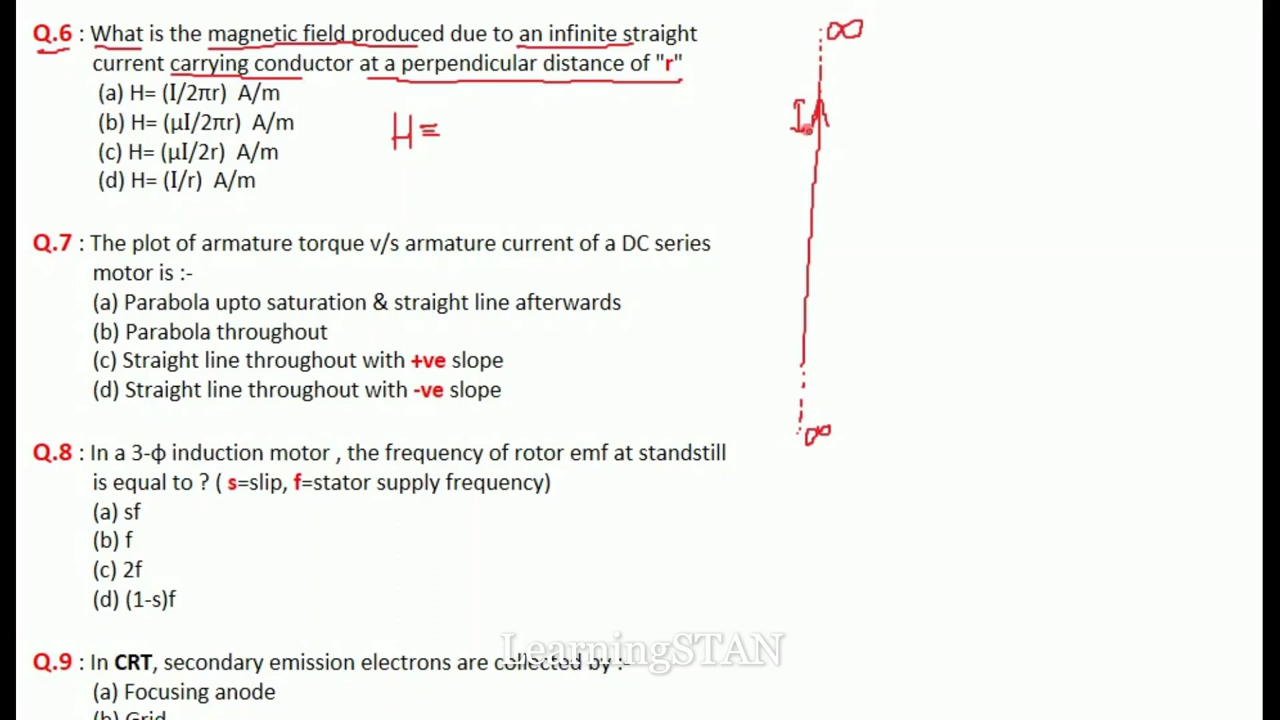 Q.6 : What is the magnetic field produced due to an infinite straight
current carrying conductor at a perpendicular distance of "r"
(a) H= (I/2πr) A/m
(b) H= (μI/2πr) A/m
(c) H= (μI/2r) A/m
(d) H= (I/r) A/m
H=
∞
I
∞
Q.7 : The plot of armature torque v/s armature current of a DC series
motor is :-
(a) Parabola upto saturation & straight line afterwards
(b) Parabola throughout
(c) Straight line throughout with +ve slope
(d) Straight line throughout with -ve slope
Q.8 : In a 3-ϕ induction motor , the frequency of rotor emf at standstill
is equal to ? ( s=slip, f=stator supply frequency)
(a) sf
(b) f
(c) 2f
(d) (1-s)f
LearningSTAN
Q.9 : In CRT, secondary emission electrons are collected by :-
(a) Focusing anode
(b) Grid